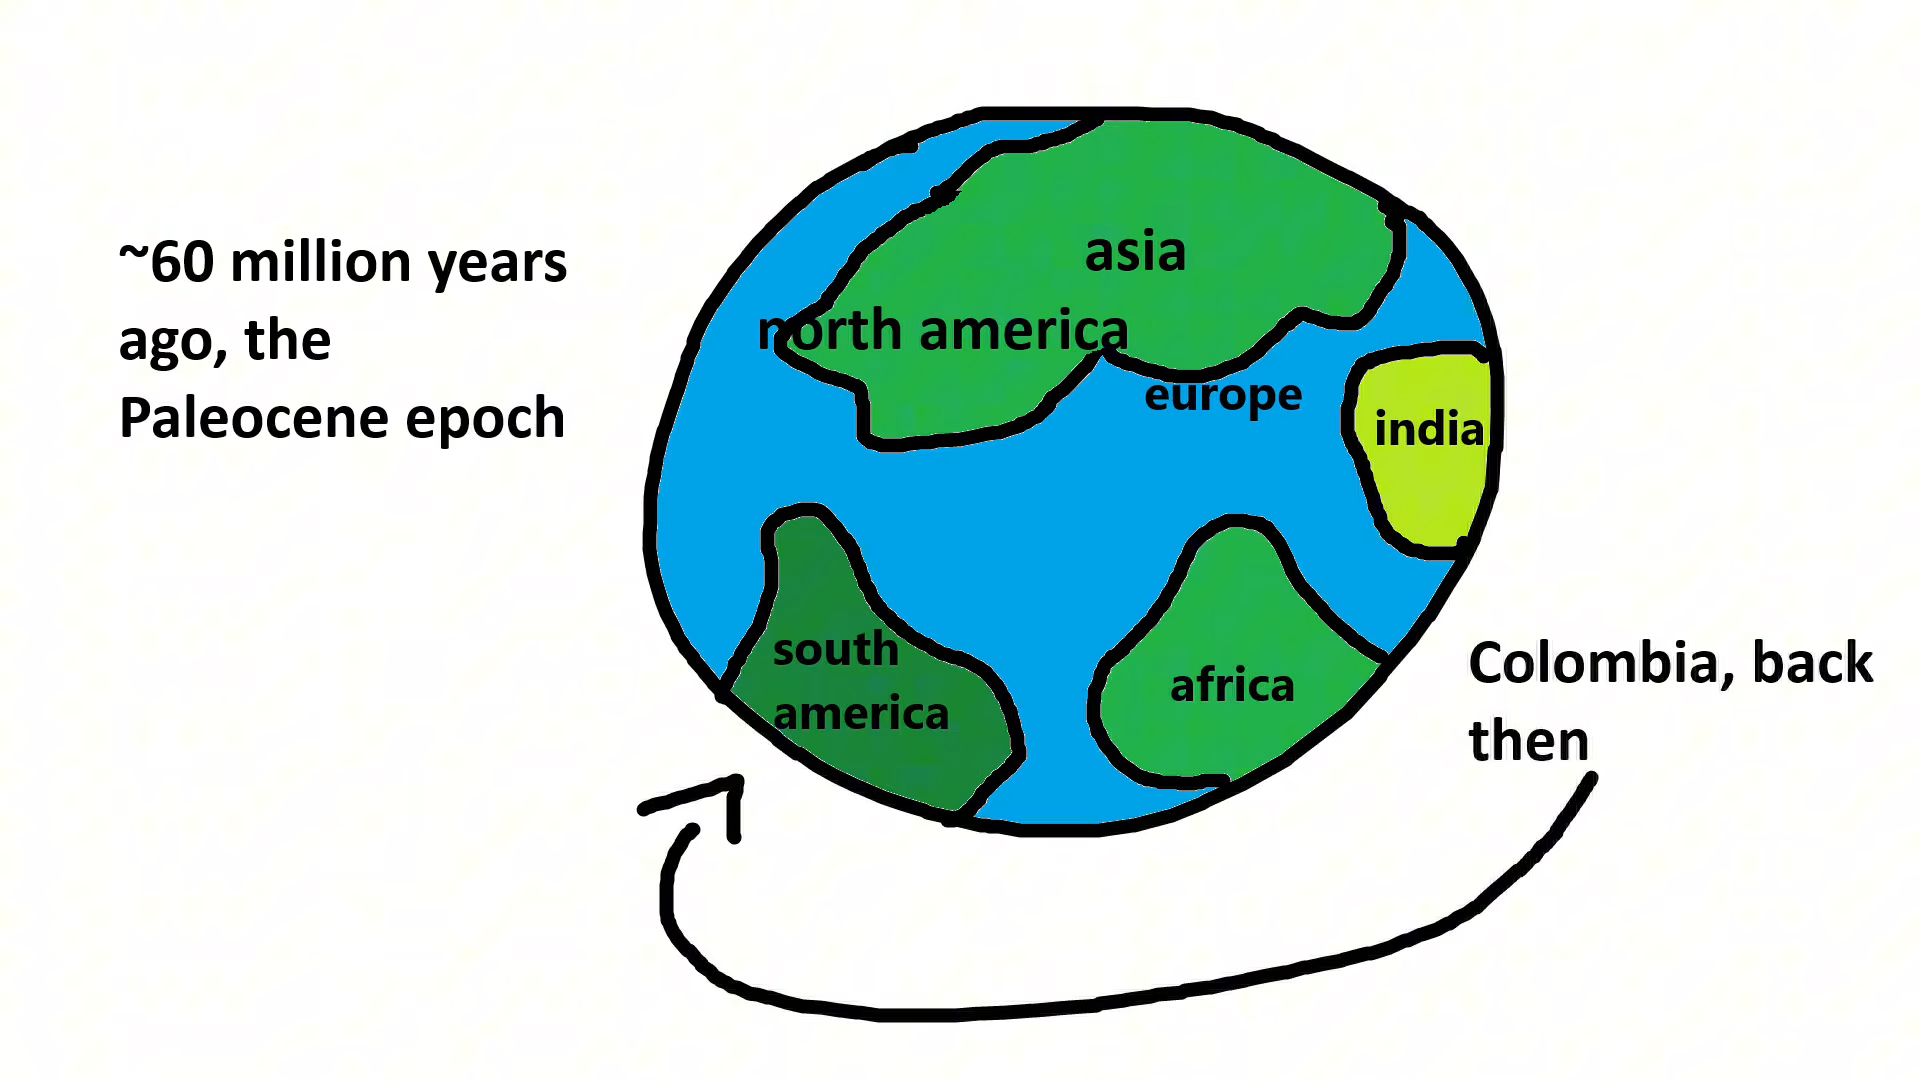 ~60 million years
ago, the
Paleocene epoch
asia
north america
europe
india
south
america
africa
Colombia, back
then